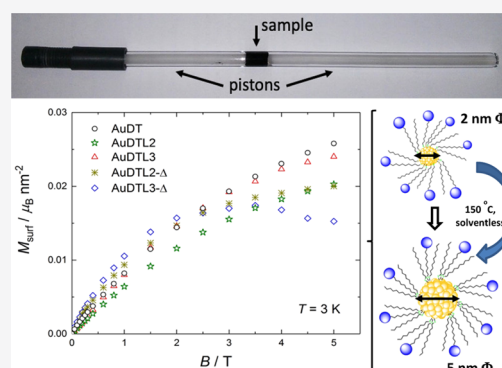 sample
pistons
0.03
0.02
0.01
0.00
M_surf / μ_B nm⁻²
AuDT
AuDTL2
AuDTL3
AuDTL2-Δ
AuDTL3-Δ
T = 3 K
0 1 2 3 4 5 6
B / T
2 nm Φ
150 °C,
solventless
5 nm Φ